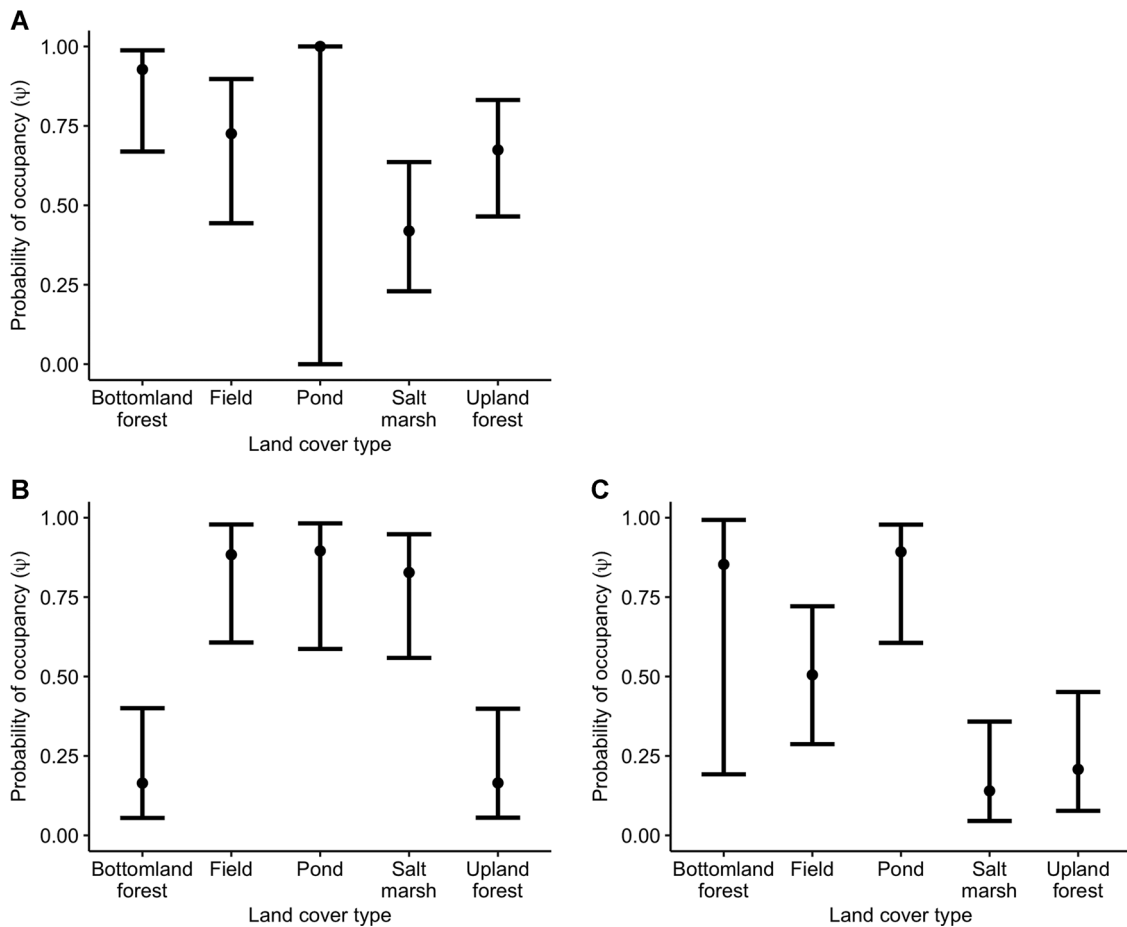 A
Probability of occupancy (ψ)
1.00
0.75
0.50
0.25
0.00
Bottomland forest
Field
Pond
Salt marsh
Upland forest
Land cover type
B
Probability of occupancy (ψ)
1.00
0.75
0.50
0.25
0.00
Bottomland forest
Field
Pond
Salt marsh
Upland forest
Land cover type
C
Probability of occupancy (ψ)
1.00
0.75
0.50
0.25
0.00
Bottomland forest
Field
Pond
Salt marsh
Upland forest
Land cover type